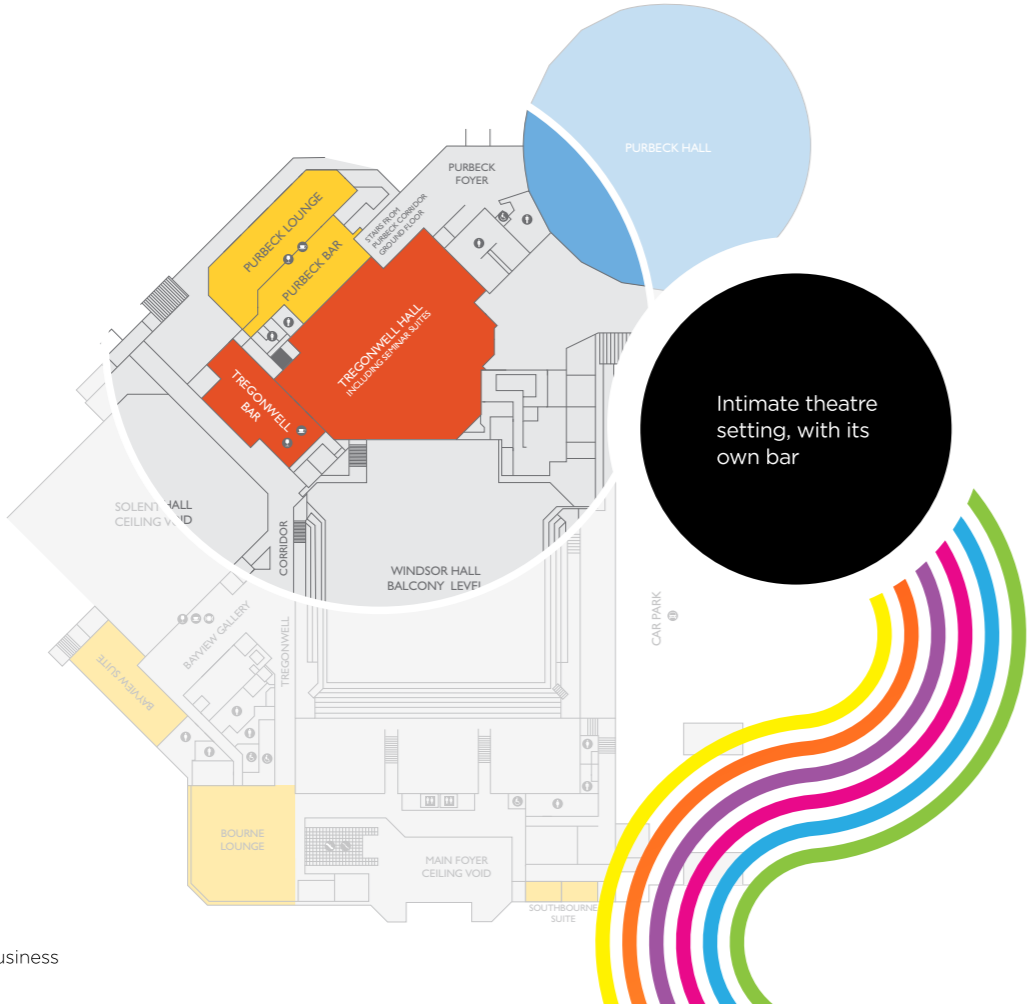 PURBECK HALL
PURBECK
FOYER
STAIRS FROM
PURBECK CORRIDOR
GROUND FLOOR
PURBECK LOUNGE
PURBECK BAR
TREGONWELL HALL
INCLUDING SEMINAR SUITES
TREGONWELL
BAR
Intimate theatre
setting, with its
own bar
SOLENT HALL
CEILING VOID
CORRIDOR
WINDSOR HALL
BALCONY LEVEL
CAR PARK
BAYVIEW GALLERY
TREGONWELL
BAYVIEW SUITE
BOURNE
LOUNGE
MAIN FOYER
CEILING VOID
SOUTHBOURNE
SUITE
usiness